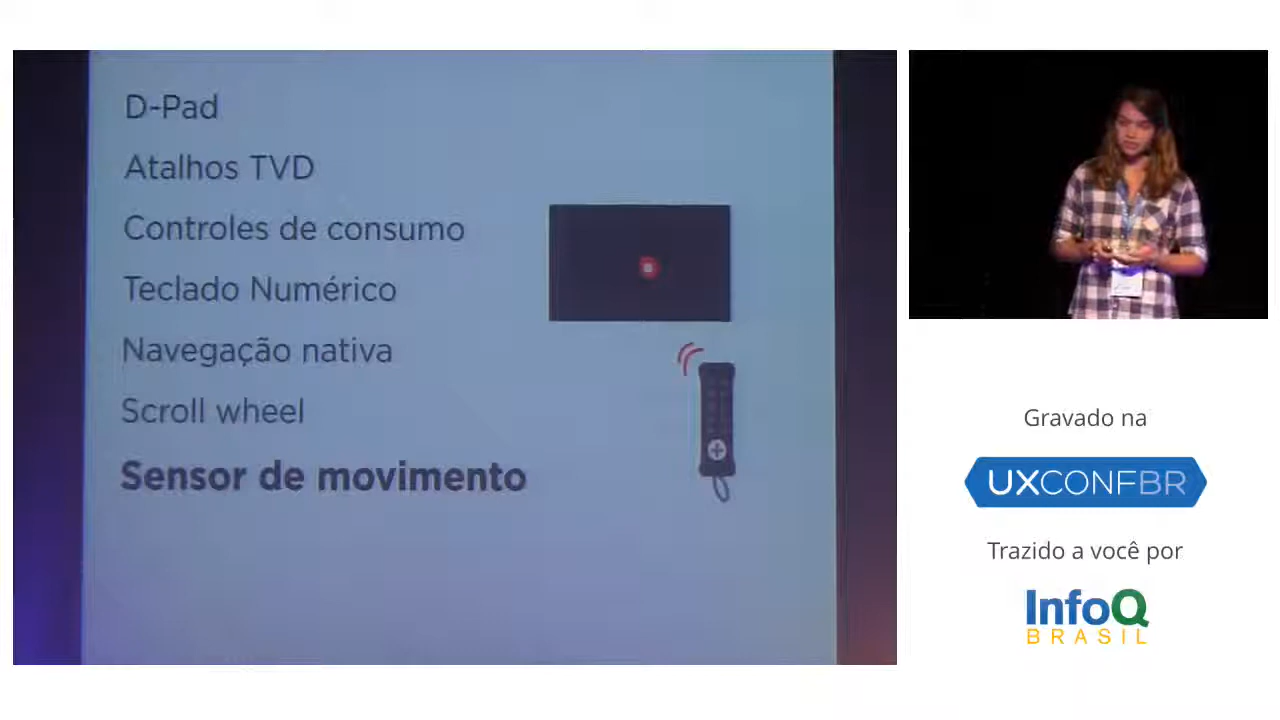 D-Pad
Atalhos TVD
Controles de consumo
Teclado Numérico
Navegação nativa
Scroll wheel
Sensor de movimento
Gravado na
UXCONFBR
Trazido a você por
InfoQ
BRASIL